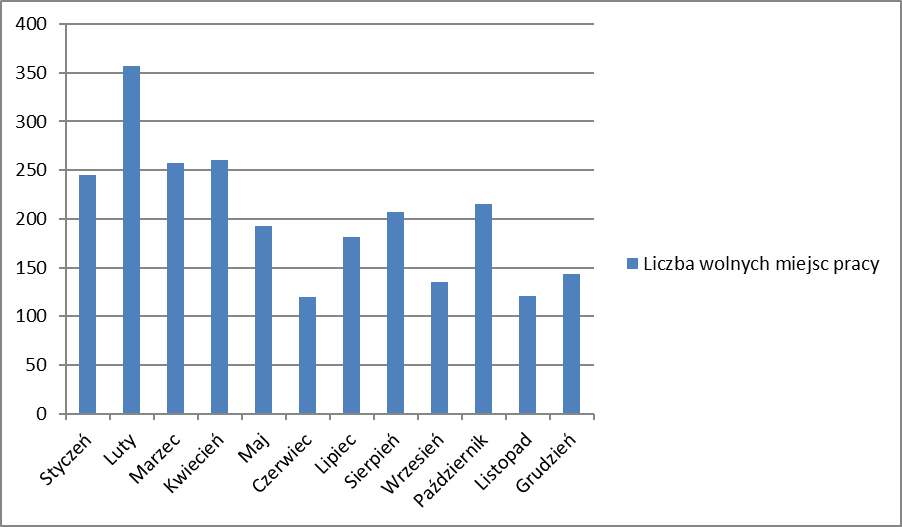 400
350
300
250
200
150
100
50
0
Styczeń
Luty
Marzec
Kwiecień
Maj
Czerwiec
Lipiec
Sierpień
Wrzesień
Październik
Listopad
Grudzień
Liczba wolnych miejsc pracy